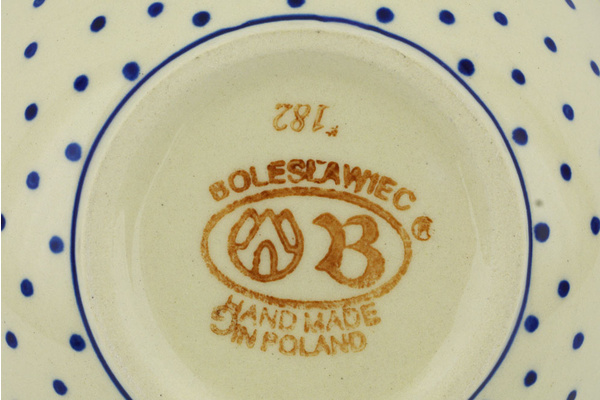 *182
BOLESŁAWIEC
B
®
HAND MADE
IN POLAND